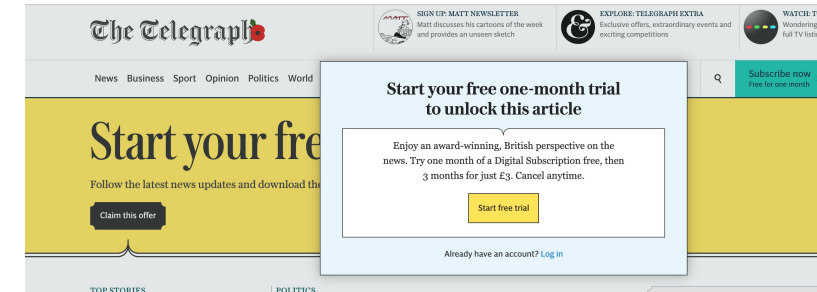 The Telegraph
SIGN UP: MATT NEWSLETTER
Matt discusses his cartoons of the week
and provides an unseen sketch
EXPLORE: TELEGRAPH EXTRA
Exclusive offers, extraordinary events and
exciting competitions
WATCH:
Wondering
full TV
MATT
&
News Business Sport Opinion Politics World
Subscribe now
Free for one month
Start your free one-month trial
to unlock this article
Enjoy an award-winning, British perspective on the
news. Try one month of a Digital Subscription free, then
3 months for just £3. Cancel anytime.
Start free trial
Already have an account? Log in
Start your fre
Follow the latest news updates and download the
Claim this offer
TOP STORIES
POLITICS